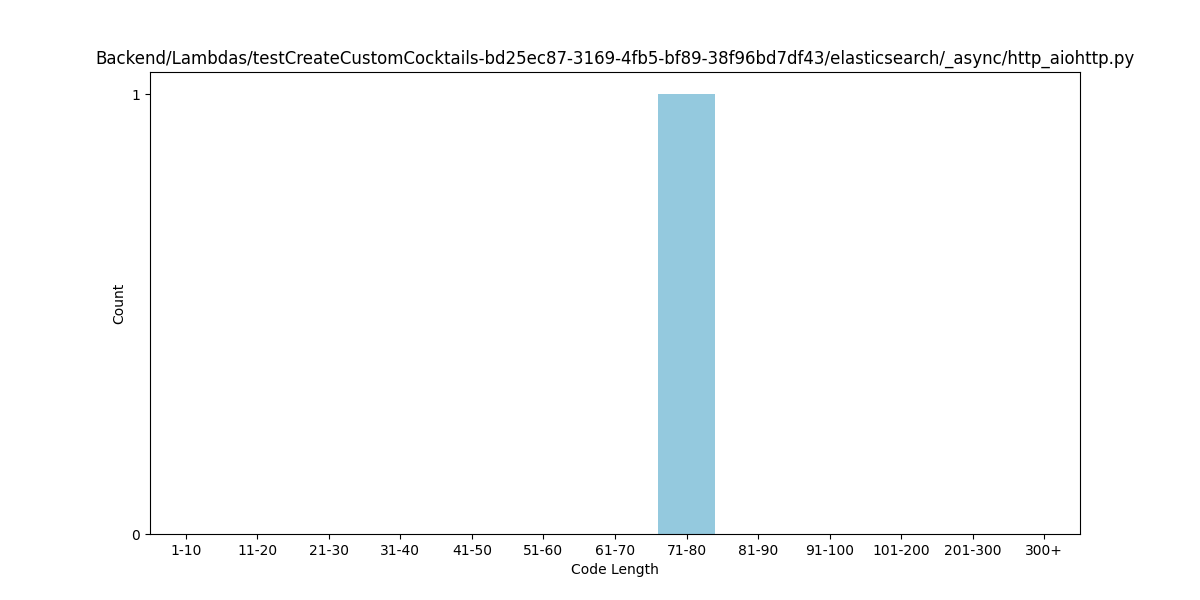 Backend/Lambdas/testCreateCustomCocktails-bd25ec87-3169-4fb5-bf89-38f96bd7df43/elasticsearch/_async/http_aiohttp.py
1
Count
0
1-10 11-20 21-30 31-40 41-50 51-60 61-70 71-80 81-90 91-100 101-200 201-300 300+
Code Length